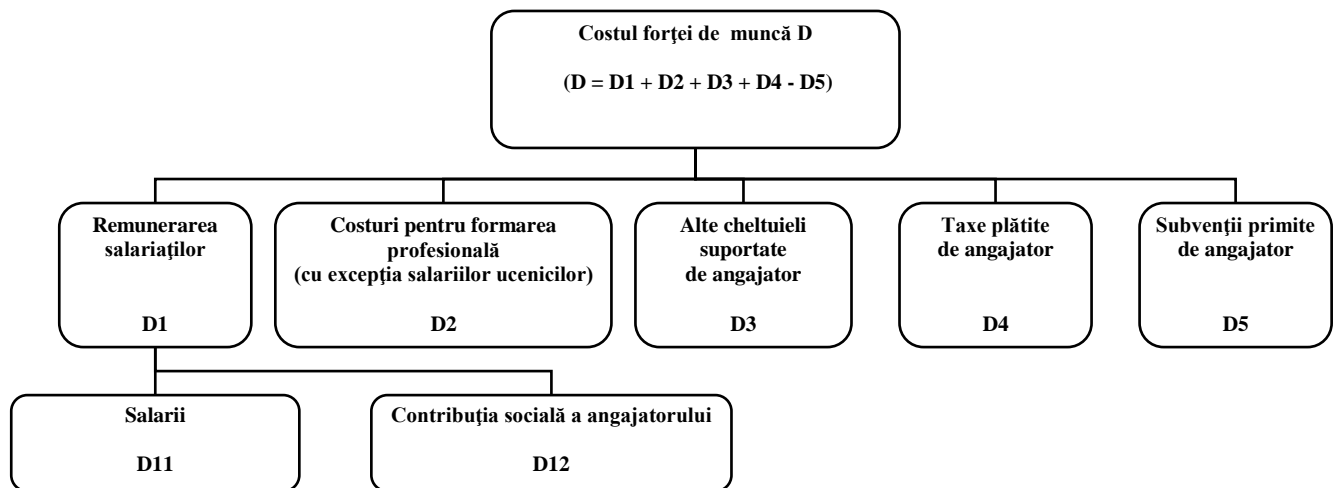 Costul forţei de muncă D
(D = D1 + D2 + D3 + D4 - D5)
Remunerarea
salariaţilor
D1
Costuri pentru formarea
profesională
(cu excepţia salariilor ucenicilor)
D2
Alte cheltuieli
suportate
de angajator
D3
Taxe plătite
de angajator
D4
Subvenţii primite
de angajator
D5
Salarii
D11
Contribuţia socială a angajatorului
D12